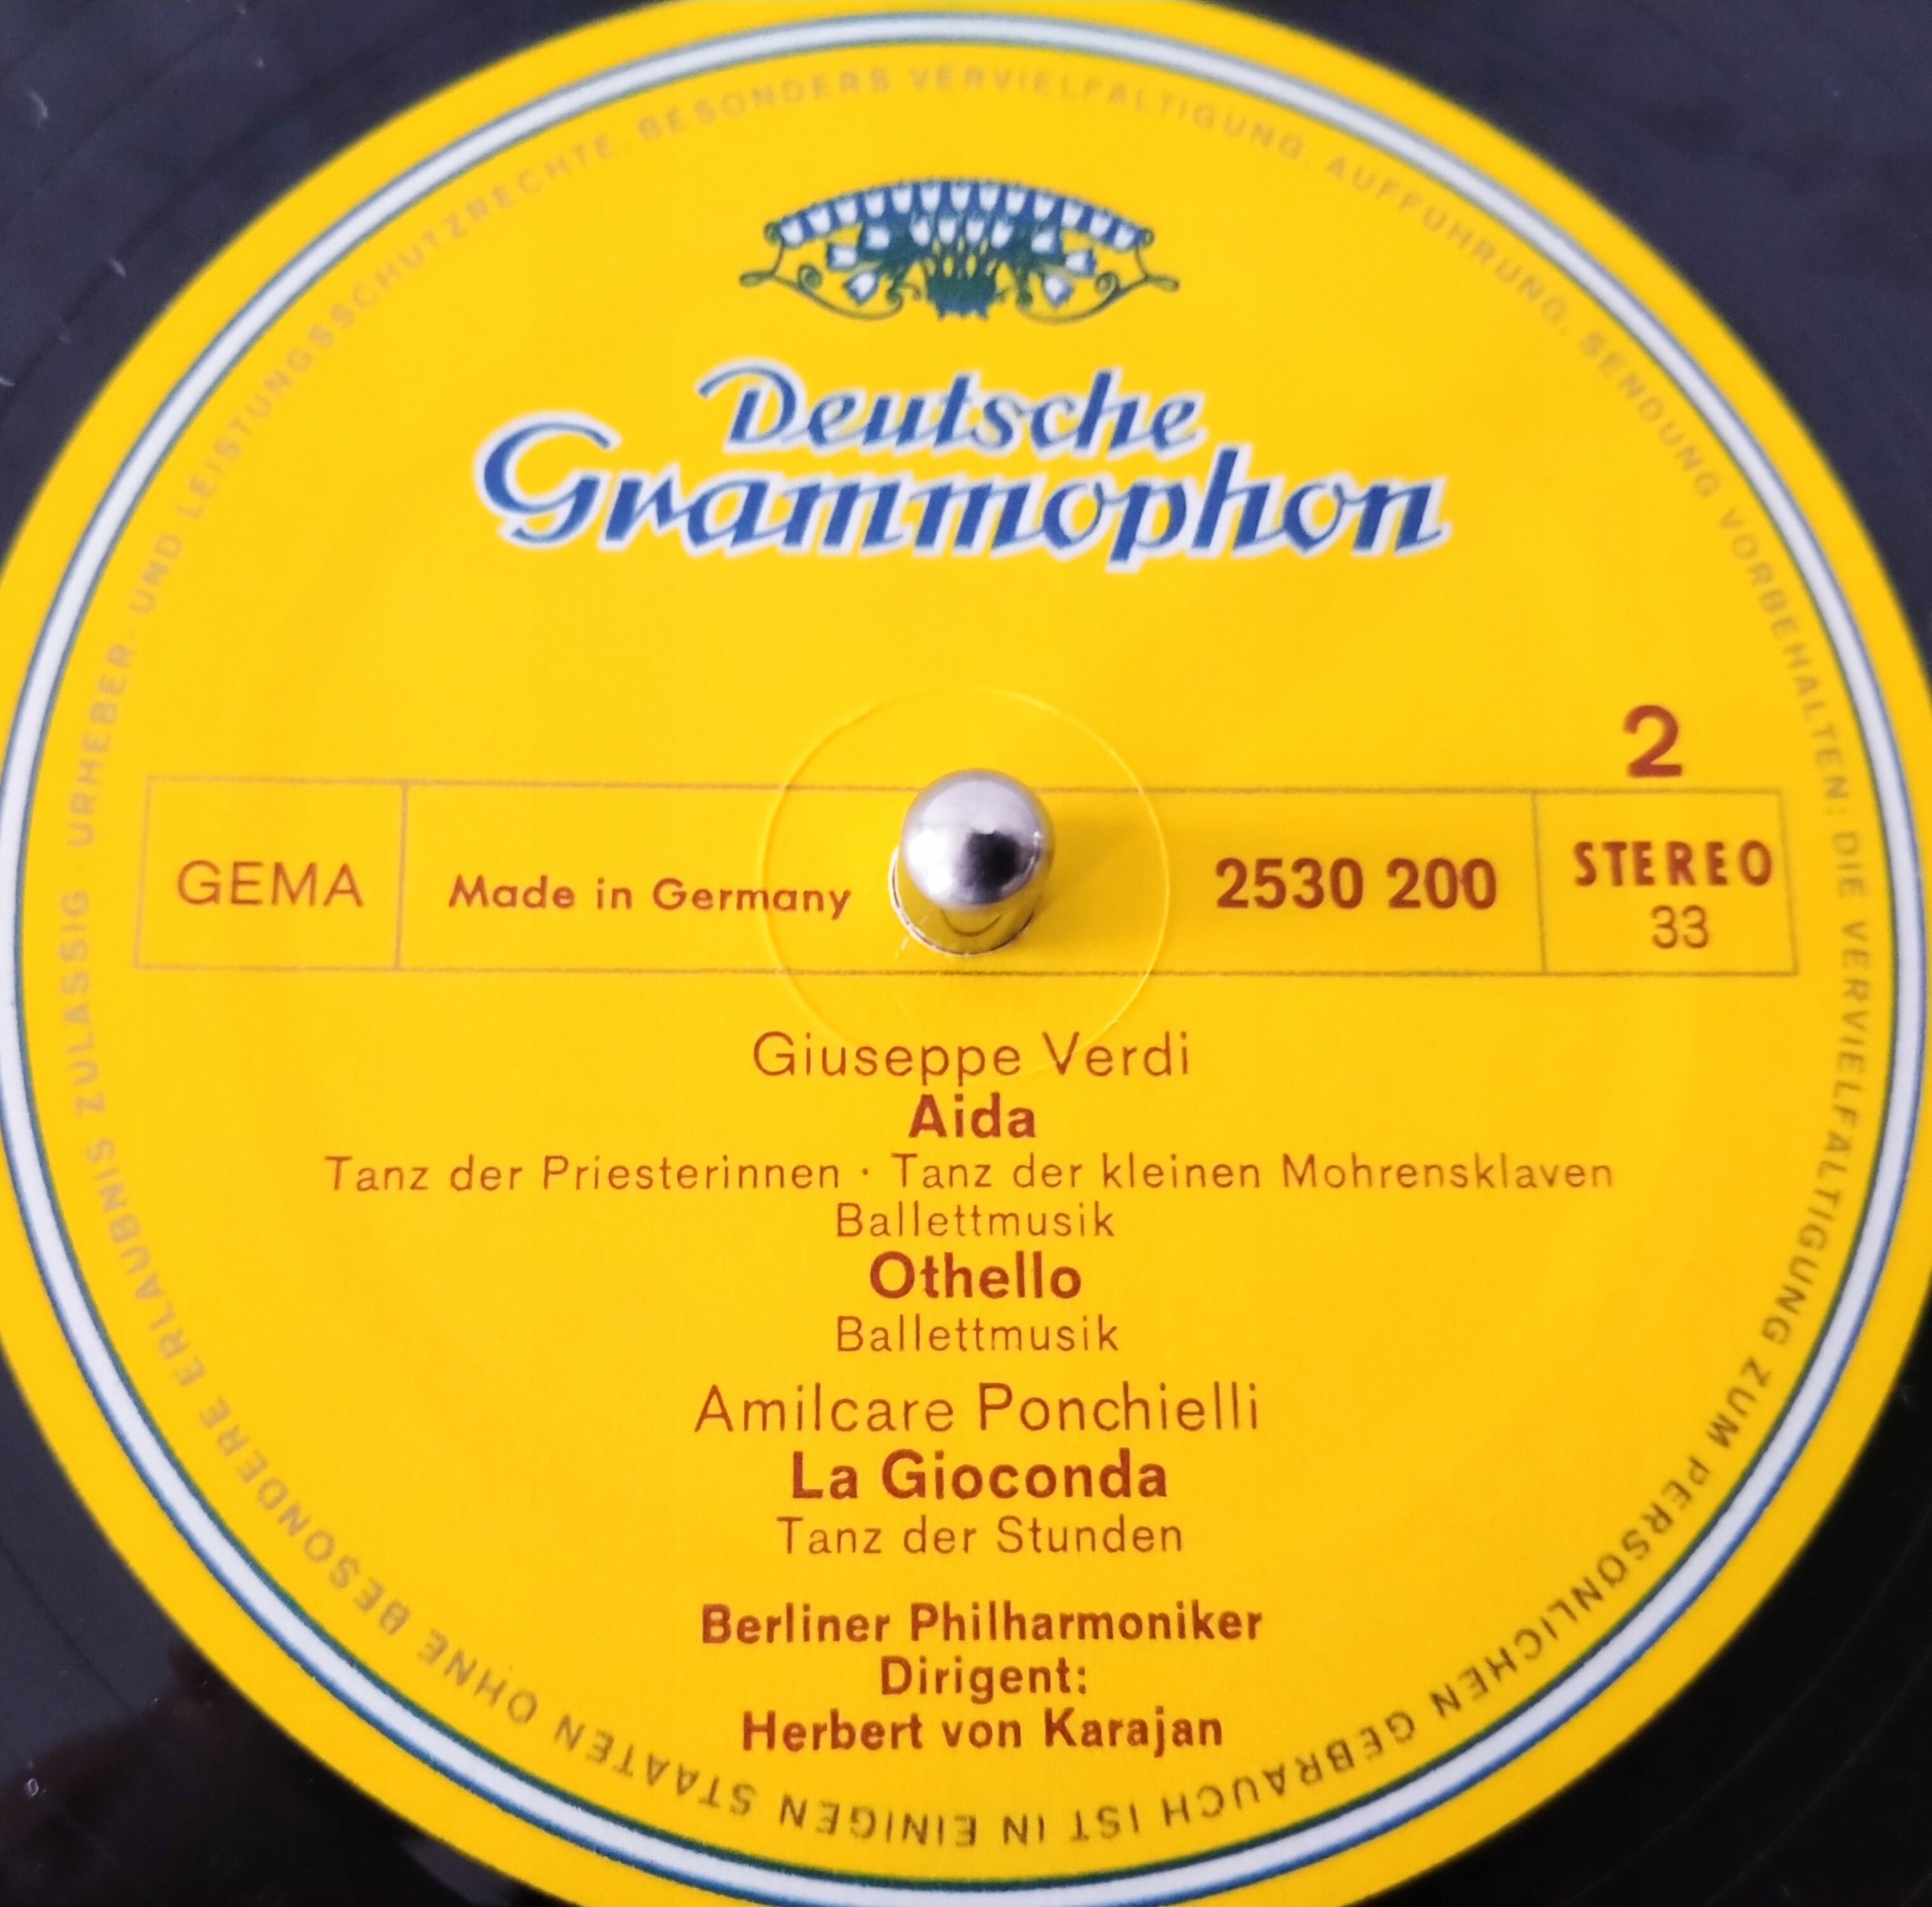 URHEBER- UND LEISTUNGSSCHUTZRECHTE, BESONDERS VERVIELFÄLTIGUNG, AUFFÜHRUNG, SENDUNG VORBEHALTEN; DIE VERVIELFÄLTIGUNG ZUM PERSÖNLICHEN GEBRAUCH IST IN EINIGEN STAATEN OHNE BESONDERE ERLAUBNIS ZULÄSSIG ·
Deutsche
Grammophon
2
GEMA
Made in Germany
2530 200
STEREO
33
Giuseppe Verdi
Aida
Tanz der Priesterinnen · Tanz der kleinen Mohrensklaven
Ballettmusik
Othello
Ballettmusik
Amilcare Ponchielli
La Gioconda
Tanz der Stunden
Berliner Philharmoniker
Dirigent:
Herbert von Karajan